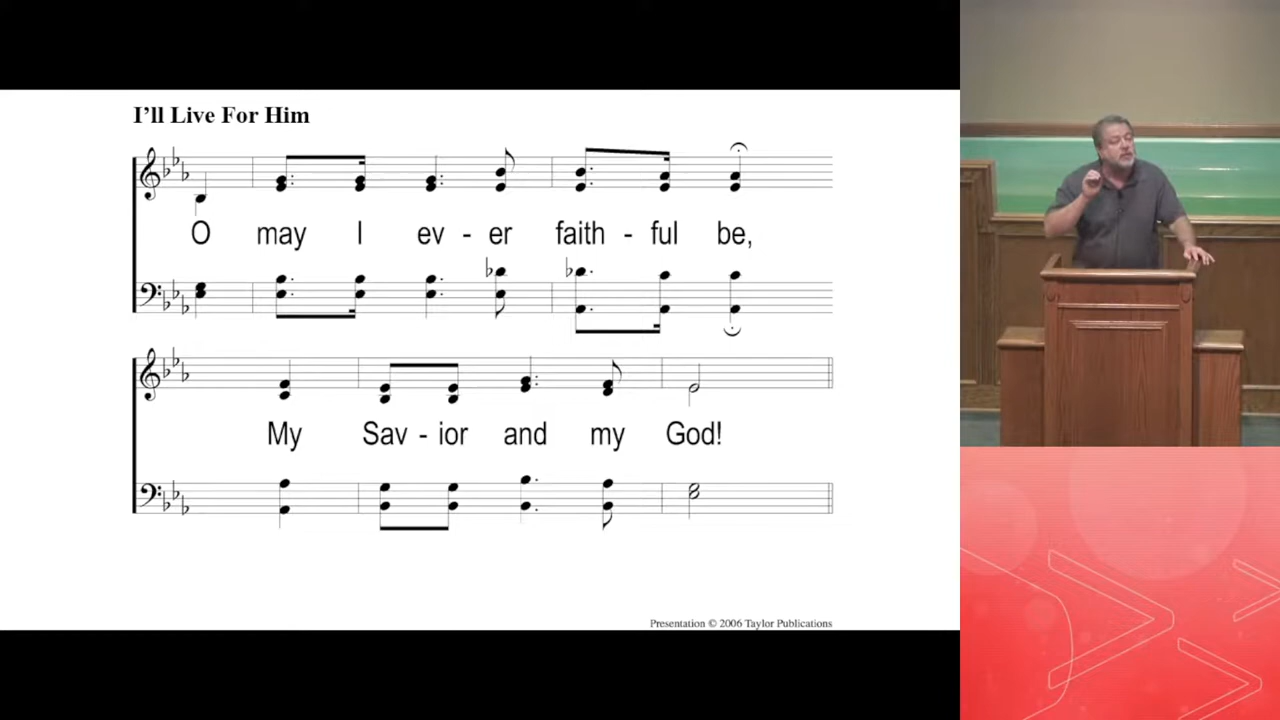 I'll Live For Him
O may I ev - er faith - ful be,
My Sav - ior and my God!
Presentation © 2006 Taylor Publications